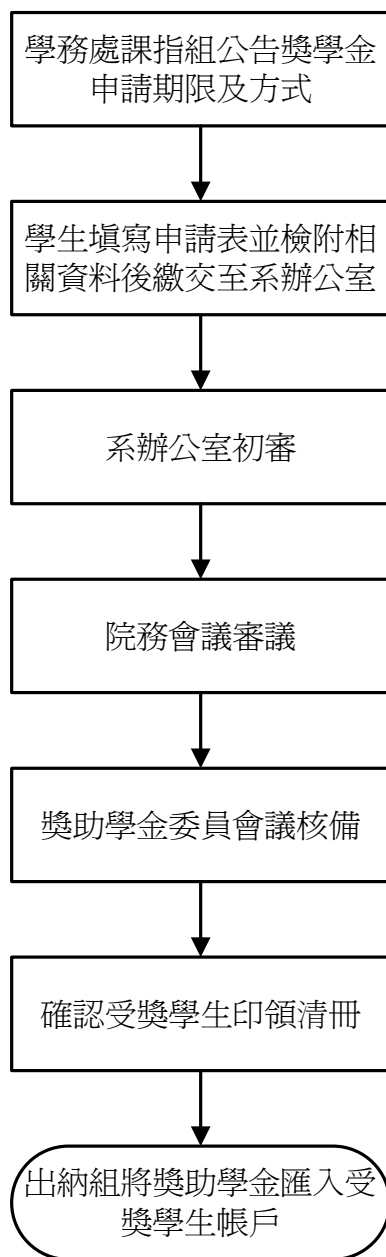 學務處課指組公告獎學金
申請期限及方式
學生填寫申請表並檢附相
關資料後繳交至系辦公室
系辦公室初審
院務會議審議
獎助學金委員會議核備
確認受獎學生印領清冊
出納組將獎助學金匯入受
獎學生帳戶